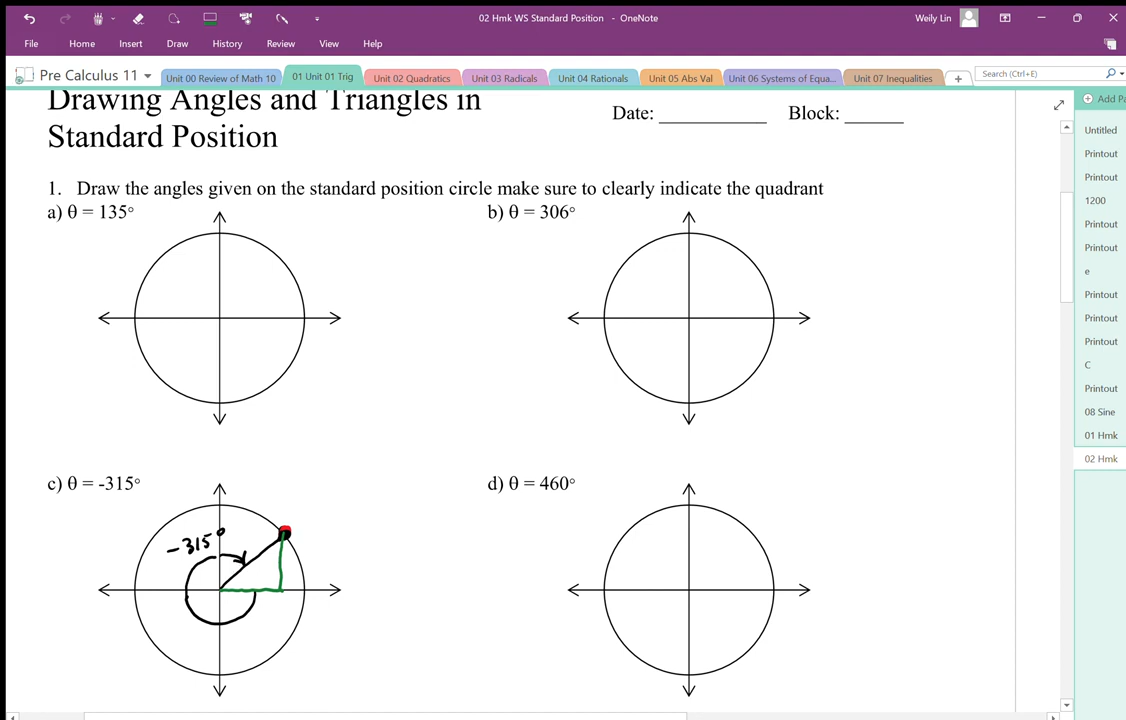 02 Hmk WS Standard Position - OneNote
Weily Lin
File Home Insert Draw History Review View Help
Pre Calculus 11
Unit 00 Review of Math 10
01 Unit 01 Trig
Unit 02 Quadratics
Unit 03 Radicals
Unit 04 Rationals
Unit 05 Abs Val
Unit 06 Systems of Equa...
Unit 07 Inequalities
Search (Ctrl+E)
Drawing Angles and Triangles in
Standard Position
Date: ___________ Block: ______
1. Draw the angles given on the standard position circle make sure to clearly indicate the quadrant
a) θ = 135°
b) θ = 306°
c) θ = -315°
d) θ = 460°
-315°
Add Pa
Untitled
Printout
Printout
1200
Printout
Printout
e
Printout
Printout
Printout
C
Printout
08 Sine
01 Hmk
02 Hmk